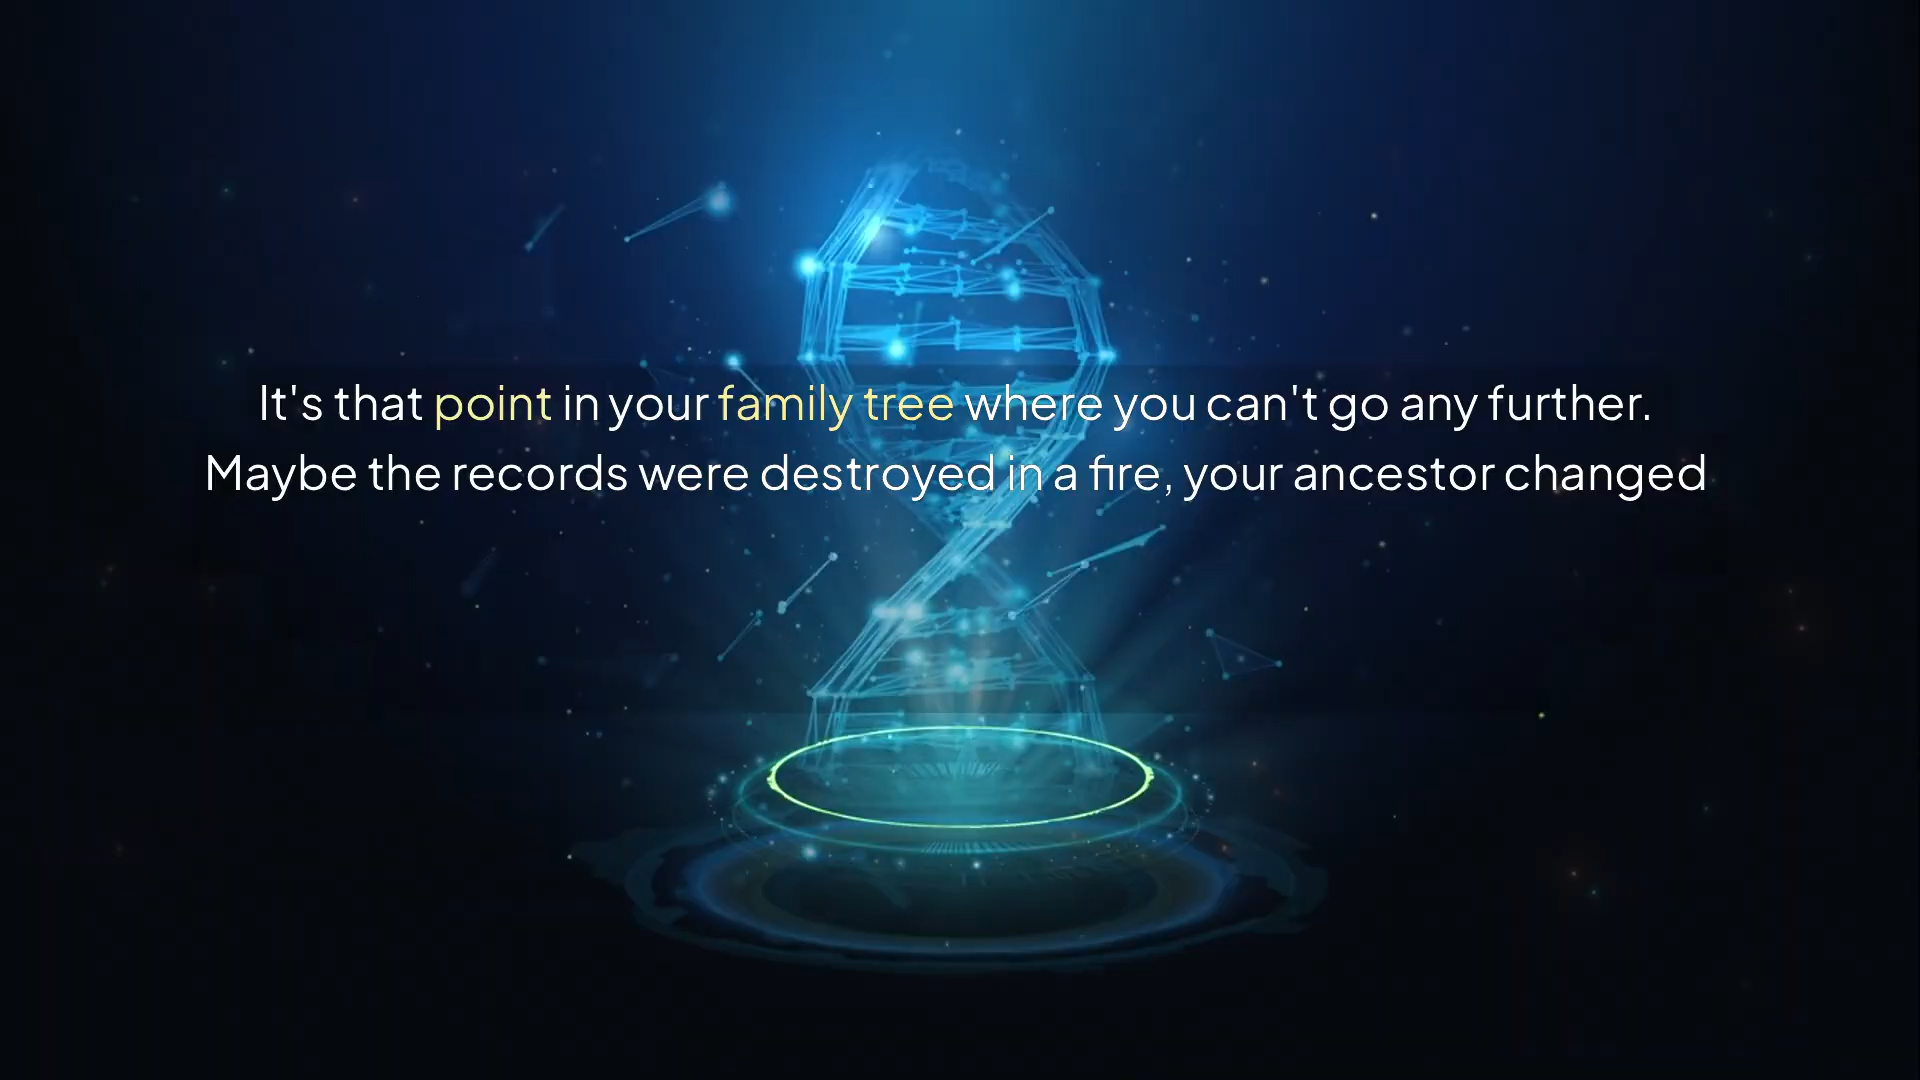 It's that point in your family tree where you can't go any further.
Maybe the records were destroyed in a fire, your ancestor changed